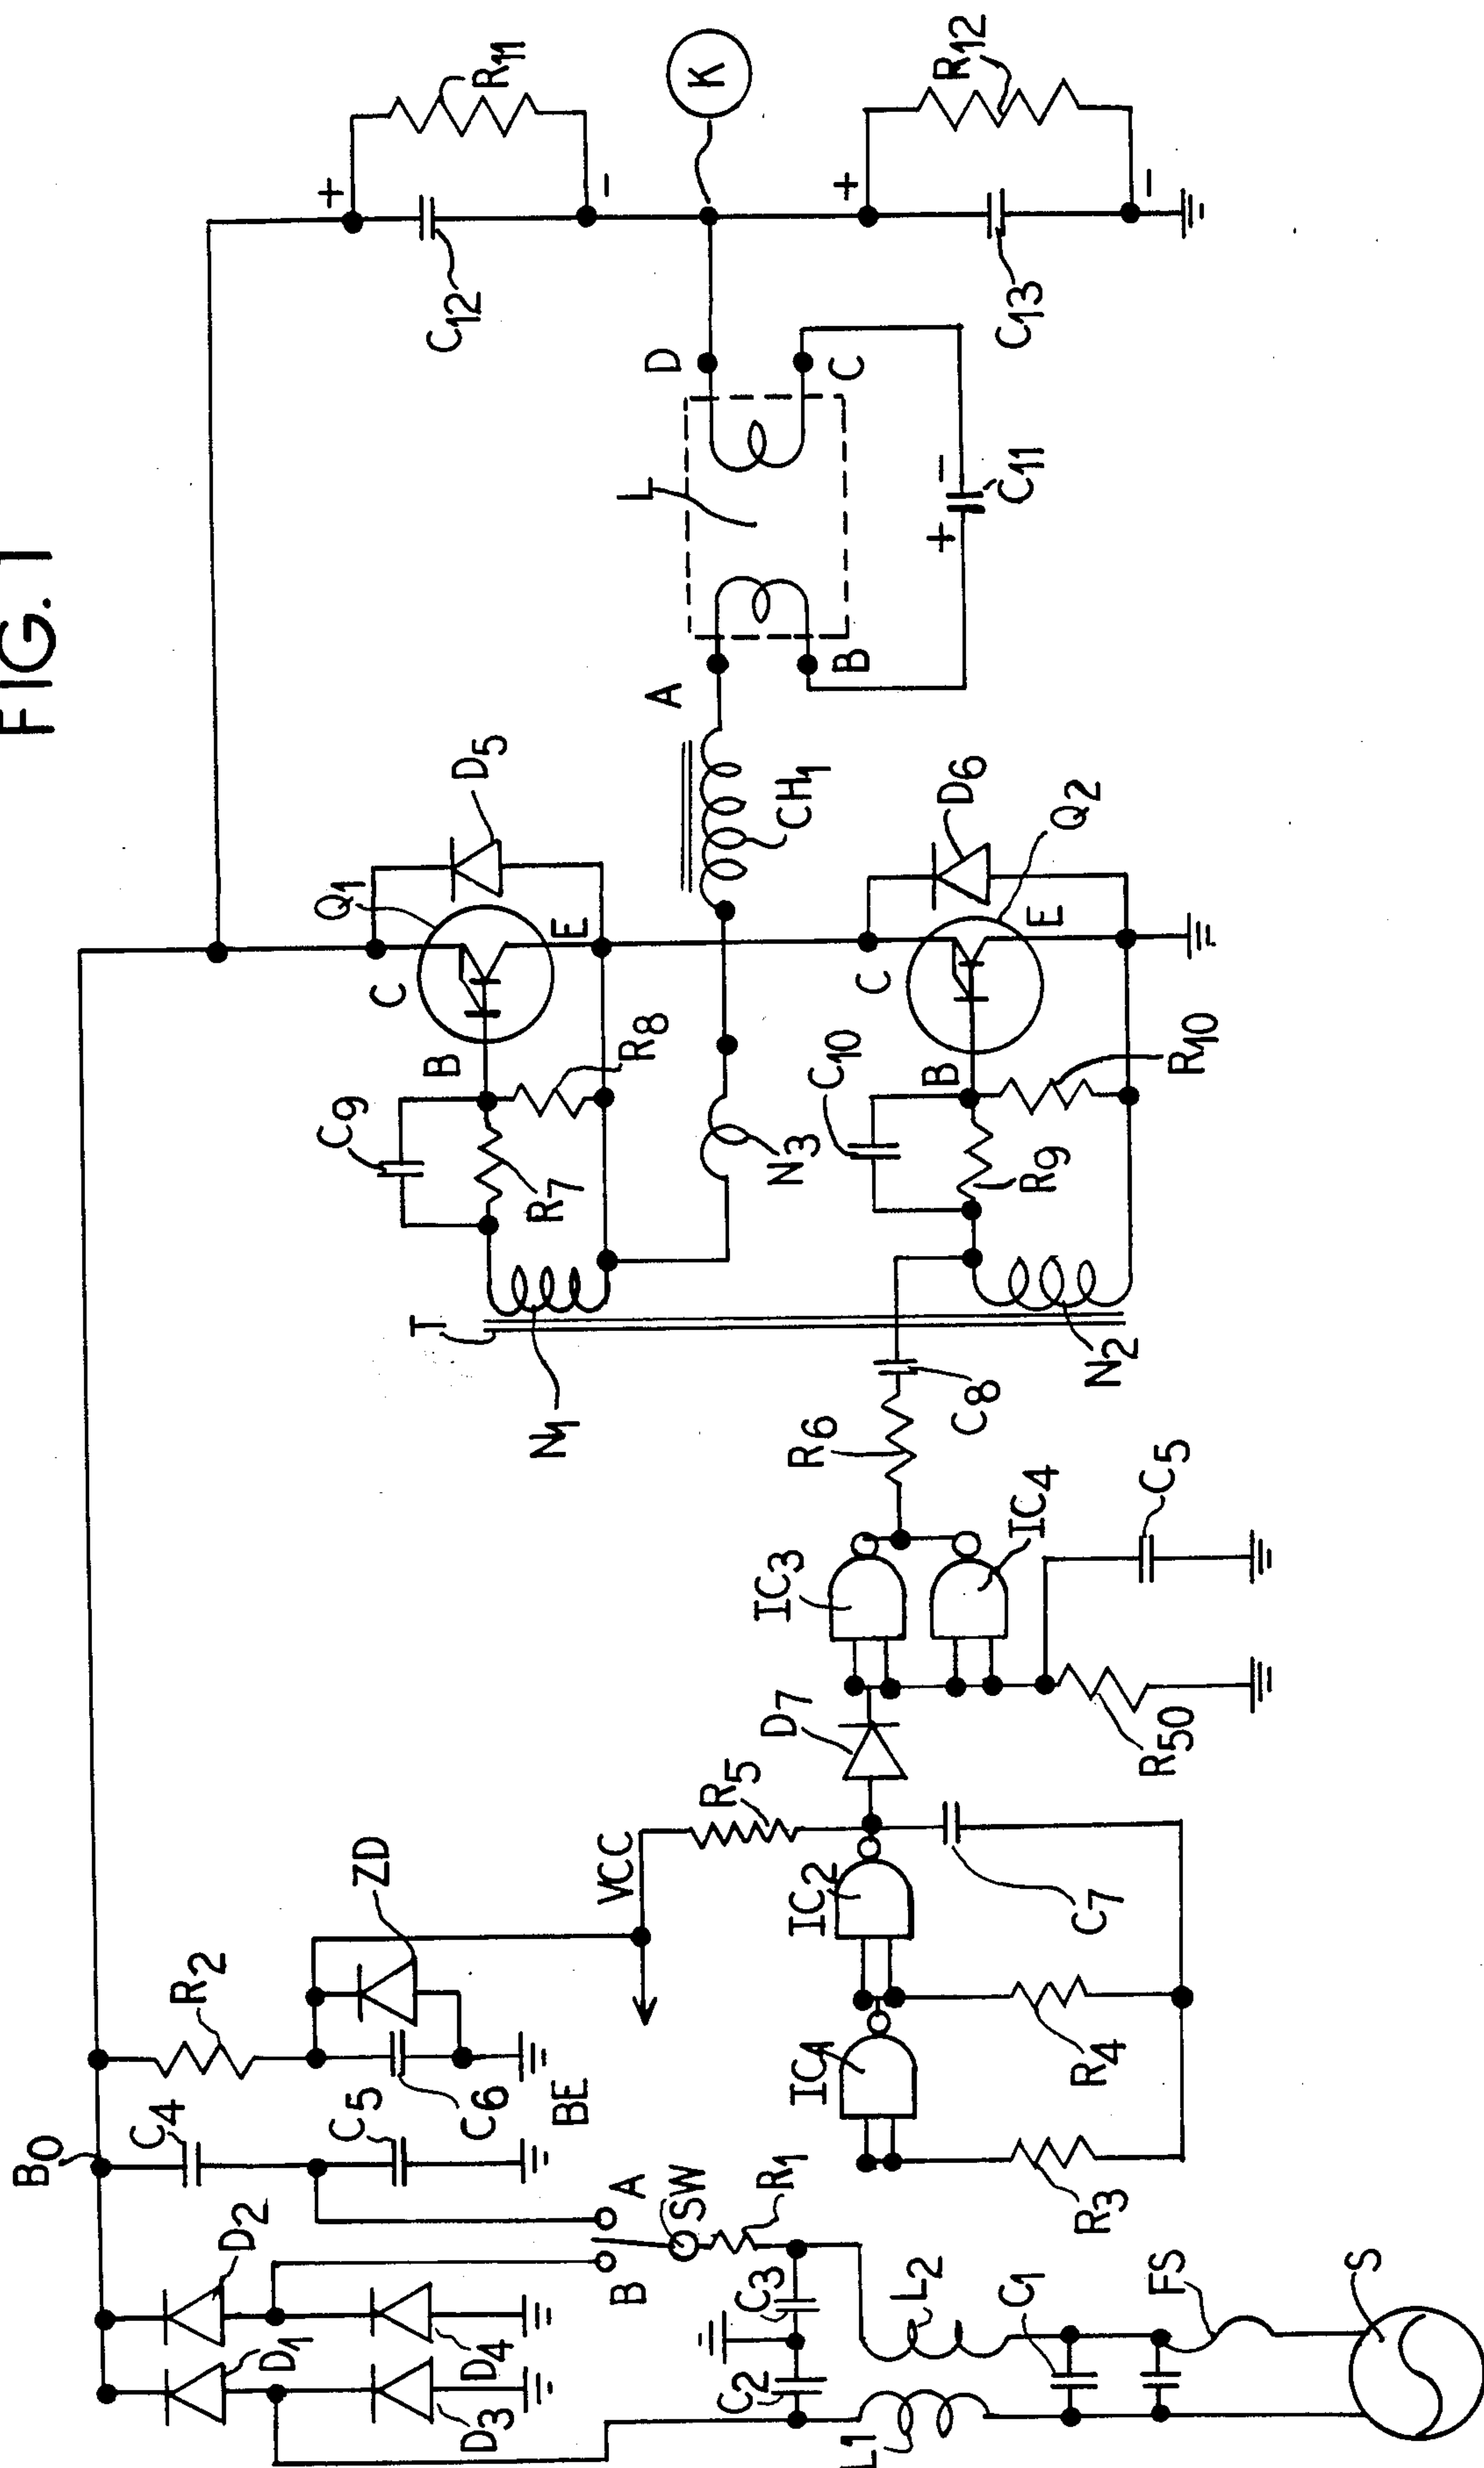 FIG. 1
R11
+
-
C12
K
R12
+
-
C13
D
C
L
+
-
C11
A
B
CH1
D5
Q1
C
E
B
R8
C9
R7
N3
D6
Q2
C
E
B
R10
C10
R9
T
N1
N2
C8
R6
IC3
IC4
C5
R50
D7
R5
VCC
IC2
C7
R4
IC1
R3
ZD
R2
C6
BE
B0
C4
C5
A
SW
B
R1
D2
D1
D4
D3
C3
C2
L2
L1
C1
FS
S